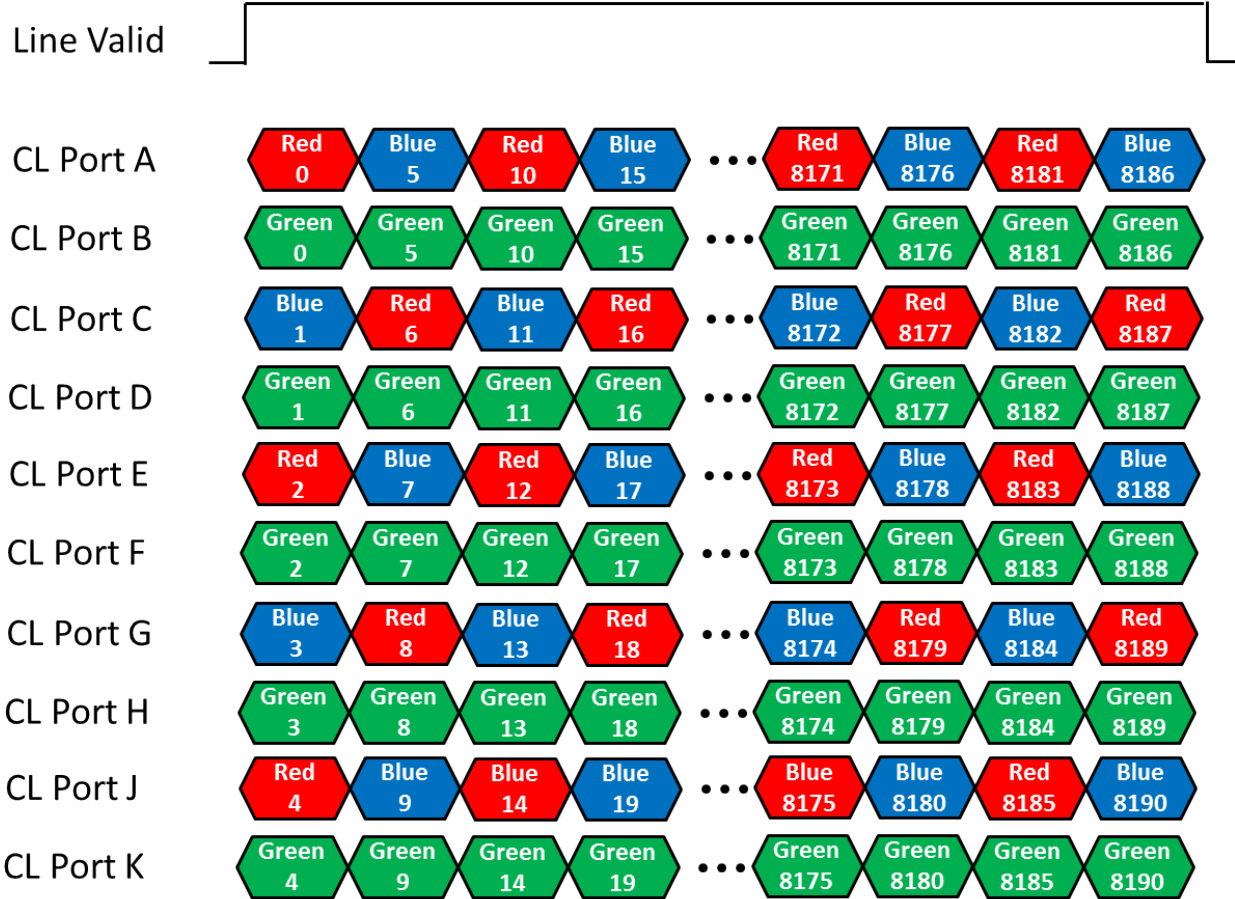 Line Valid
CL Port A
Red Blue Red Blue Red Blue Red Blue
0 5 10 15 ... 8171 8176 8181 8186
CL Port B
Green Green Green Green Green Green Green Green
0 5 10 15 ... 8171 8176 8181 8186
CL Port C
Blue Red Blue Red Blue Red Blue Red
1 6 11 16 ... 8172 8177 8182 8187
CL Port D
Green Green Green Green Green Green Green Green
1 6 11 16 ... 8172 8177 8182 8187
CL Port E
Red Blue Red Blue Red Blue Red Blue
2 7 12 17 ... 8173 8178 8183 8188
CL Port F
Green Green Green Green Green Green Green Green
2 7 12 17 ... 8173 8178 8183 8188
CL Port G
Blue Red Blue Red Blue Red Blue Red
3 8 13 18 ... 8174 8179 8184 8189
CL Port H
Green Green Green Green Green Green Green Green
3 8 13 18 ... 8174 8179 8184 8189
CL Port J
Red Blue Blue Blue Blue Blue Red Blue
4 9 14 19 ... 8175 8180 8185 8190
CL Port K
Green Green Green Green Green Green Green Green
4 9 14 19 ... 8175 8180 8185 8190